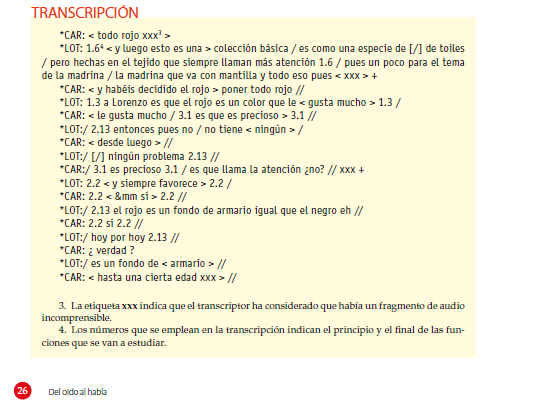 TRANSCRIPCIÓN
*CAR: < todo rojo xxx³ >
*LOT: 1.6⁴ < y luego esto es una > colección básica / es como una especie de [/] de toiles
/ pero hechas en el tejido que siempre llaman más atención 1.6 / pues un poco para el tema
de la madrina / la madrina que va con mantilla y todo eso pues < xxx > +
*CAR: < y habéis decidido el rojo > poner todo rojo //
*LOT: 1.3 a Lorenzo es que el rojo es un color que le < gusta mucho > 1.3 /
*CAR: < le gusta mucho / 3.1 es que es precioso > 3.1 //
*LOT:/ 2.13 entonces pues no / no tiene < ningún > /
*CAR: < desde luego > //
*LOT:/ [/] ningún problema 2.13 //
*CAR:/ 3.1 es precioso 3.1 / es que llama la atención ¿no? // xxx +
*LOT: 2.2 < y siempre favorece > 2.2 /
*CAR: 2.2 < &mm sí > 2.2 //
*LOT:/ 2.13 el rojo es un fondo de armario igual que el negro eh //
*CAR: 2.2 sí 2.2 //
*LOT:/ hoy por hoy 2.13 //
*CAR: ¿ verdad ?
*LOT:/ es un fondo de < armario > //
*CAR: < hasta una cierta edad xxx > //
3. La etiqueta xxx indica que el transcriptor ha considerado que había un fragmento de audio
incomprensible.
4. Los números que se emplean en la transcripción indican el principio y el final de las fun-
ciones que se van a estudiar.
26 Del oído al habla